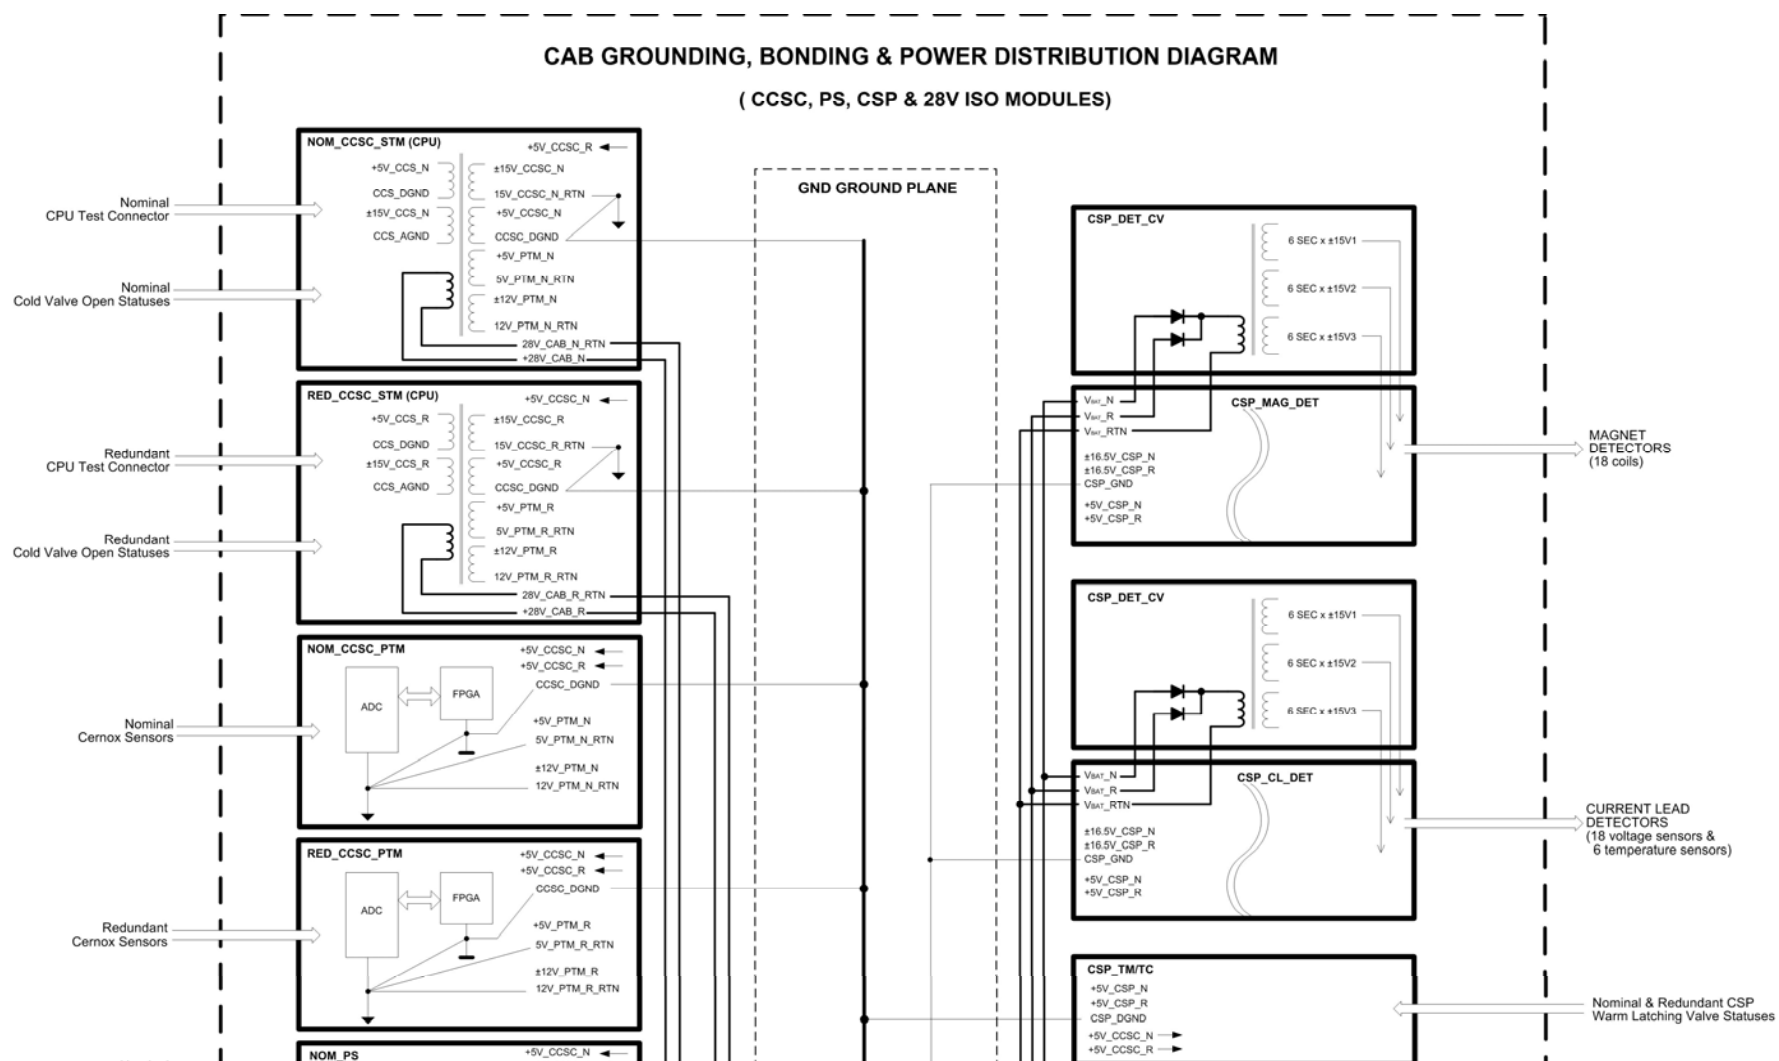 CAB GROUNDING, BONDING & POWER DISTRIBUTION DIAGRAM
( CCSC, PS, CSP & 28V ISO MODULES)
Nominal
CPU Test Connector
Nominal
Cold Valve Open Statuses
NOM_CCSC_STM (CPU)
+5V_CCSC_R
+5V_CCS_N
CCS_DGND
±15V_CCS_N
CCS_AGND
±15V_CCSC_N
15V_CCSC_N_RTN
+5V_CCSC_N
CCSC_DGND
+5V_PTM_N
5V_PTM_N_RTN
±12V_PTM_N
12V_PTM_N_RTN
28V_CAB_N_RTN
+28V_CAB_N
Redundant
CPU Test Connector
Redundant
Cold Valve Open Statuses
RED_CCSC_STM (CPU)
+5V_CCSC_N
+5V_CCS_R
CCS_DGND
±15V_CCS_R
CCS_AGND
±15V_CCSC_R
15V_CCSC_R_RTN
+5V_CCSC_R
CCSC_DGND
+5V_PTM_R
5V_PTM_R_RTN
±12V_PTM_R
12V_PTM_R_RTN
28V_CAB_R_RTN
+28V_CAB_R
Nominal
Cernox Sensors
NOM_CCSC_PTM
+5V_CCSC_N
+5V_CCSC_R
CCSC_DGND
ADC
FPGA
+5V_PTM_N
5V_PTM_N_RTN
±12V_PTM_N
12V_PTM_N_RTN
Redundant
Cernox Sensors
RED_CCSC_PTM
+5V_CCSC_N
+5V_CCSC_R
CCSC_DGND
ADC
FPGA
+5V_PTM_R
5V_PTM_R_RTN
±12V_PTM_R
12V_PTM_R_RTN
NOM_PS
+5V_CCSC_N
GND GROUND PLANE
CSP_DET_CV
6 SEC x ±15V1
6 SEC x ±15V2
6 SEC x ±15V3
CSP_MAG_DET
VBAT_N
VBAT_R
VBAT_RTN
±16.5V_CSP_N
±16.5V_CSP_R
CSP_GND
+5V_CSP_N
+5V_CSP_R
MAGNET
DETECTORS
(18 coils)
CSP_DET_CV
6 SEC x ±15V1
6 SEC x ±15V2
6 SEC x ±15V3
CSP_CL_DET
VBAT_N
VBAT_R
VBAT_RTN
±16.5V_CSP_N
±16.5V_CSP_R
CSP_GND
+5V_CSP_N
+5V_CSP_R
CURRENT LEAD
DETECTORS
(18 voltage sensors &
6 temperature sensors)
CSP_TM/TC
+5V_CSP_N
+5V_CSP_R
CSP_DGND
+5V_CCSC_N
+5V_CCSC_R
Nominal & Redundant CSP
Warm Latching Valve Statuses